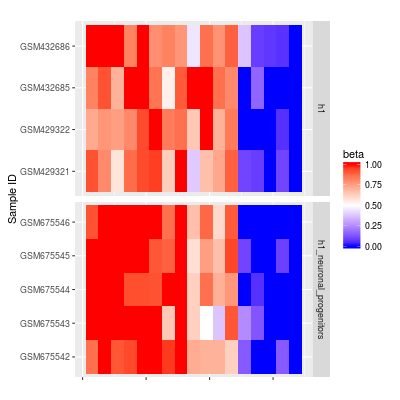 GSM432686
GSM432685
GSM429322
GSM429321
h1
GSM675546
GSM675545
GSM675544
GSM675543
GSM675542
h1_neuronal_progenitors
Sample ID
beta
1.00
0.75
0.50
0.25
0.00